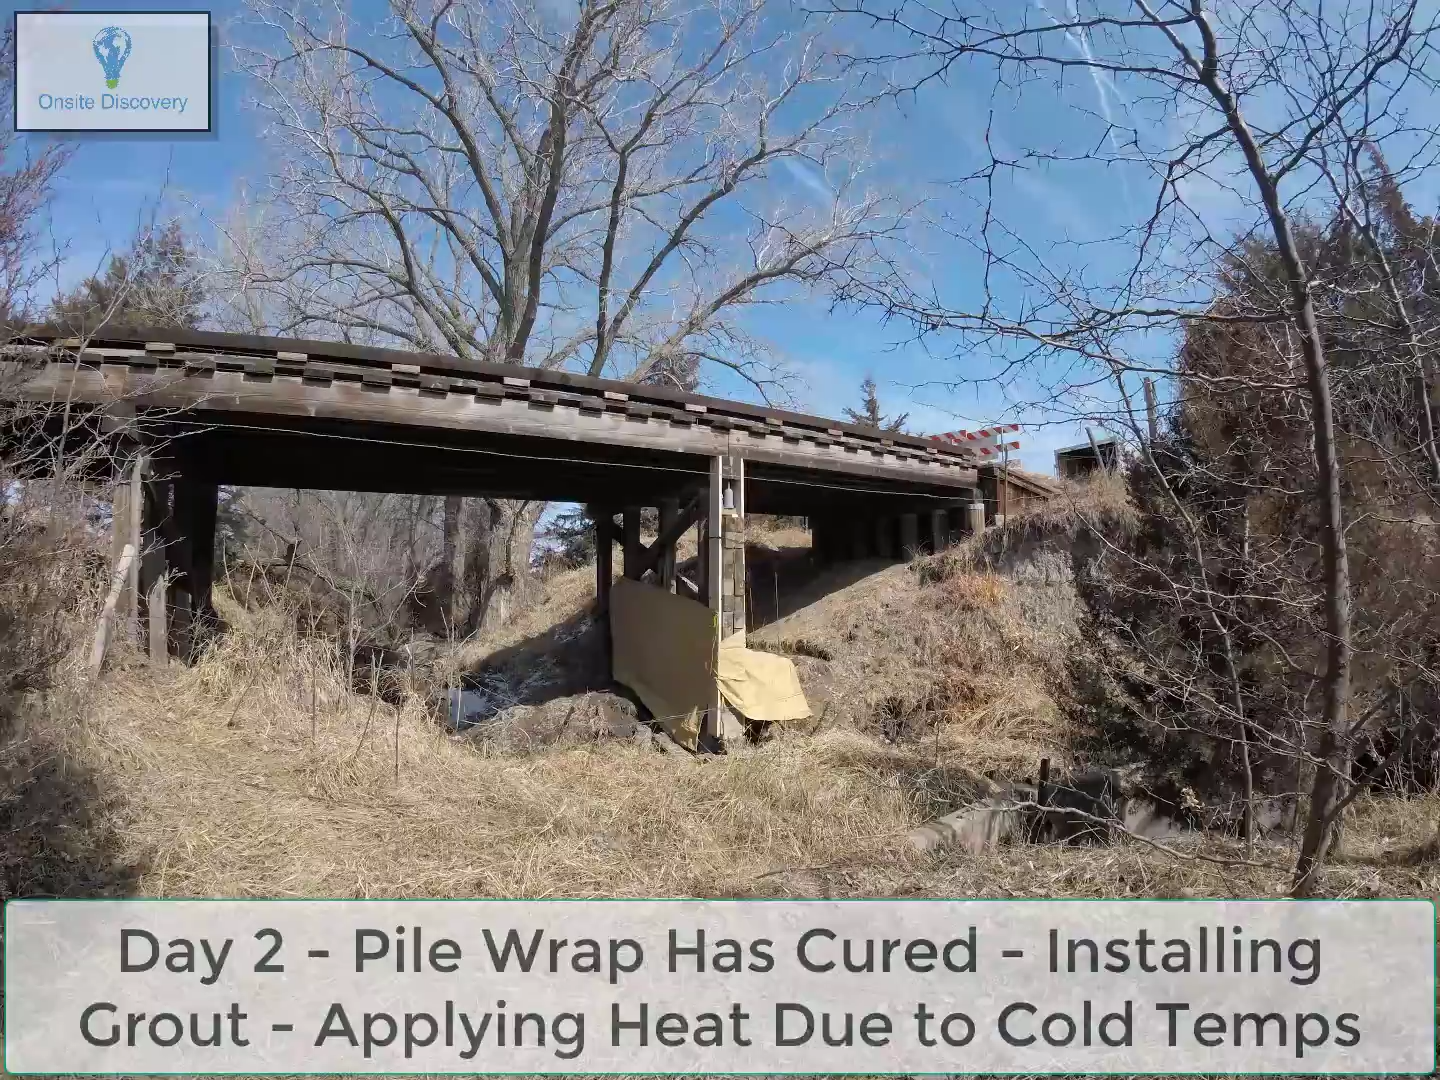 Onsite Discovery
Day 2 - Pile Wrap Has Cured - Installing
Grout - Applying Heat Due to Cold Temps